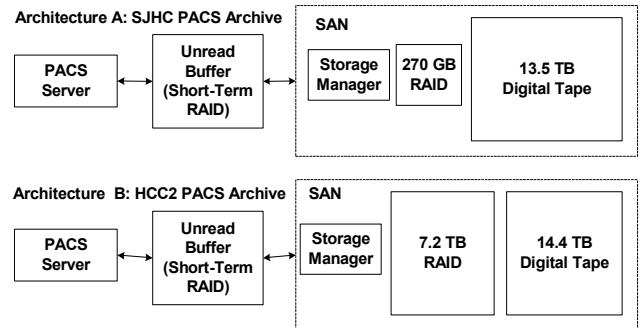 Architecture A: SJHC PACS Archive
SAN
PACS
Server
Unread
Buffer
(Short-Term
RAID)
Storage
Manager
270 GB
RAID
13.5 TB
Digital Tape
Architecture B: HCC2 PACS Archive
SAN
PACS
Server
Unread
Buffer
(Short-Term
RAID)
Storage
Manager
7.2 TB
RAID
14.4 TB
Digital Tape